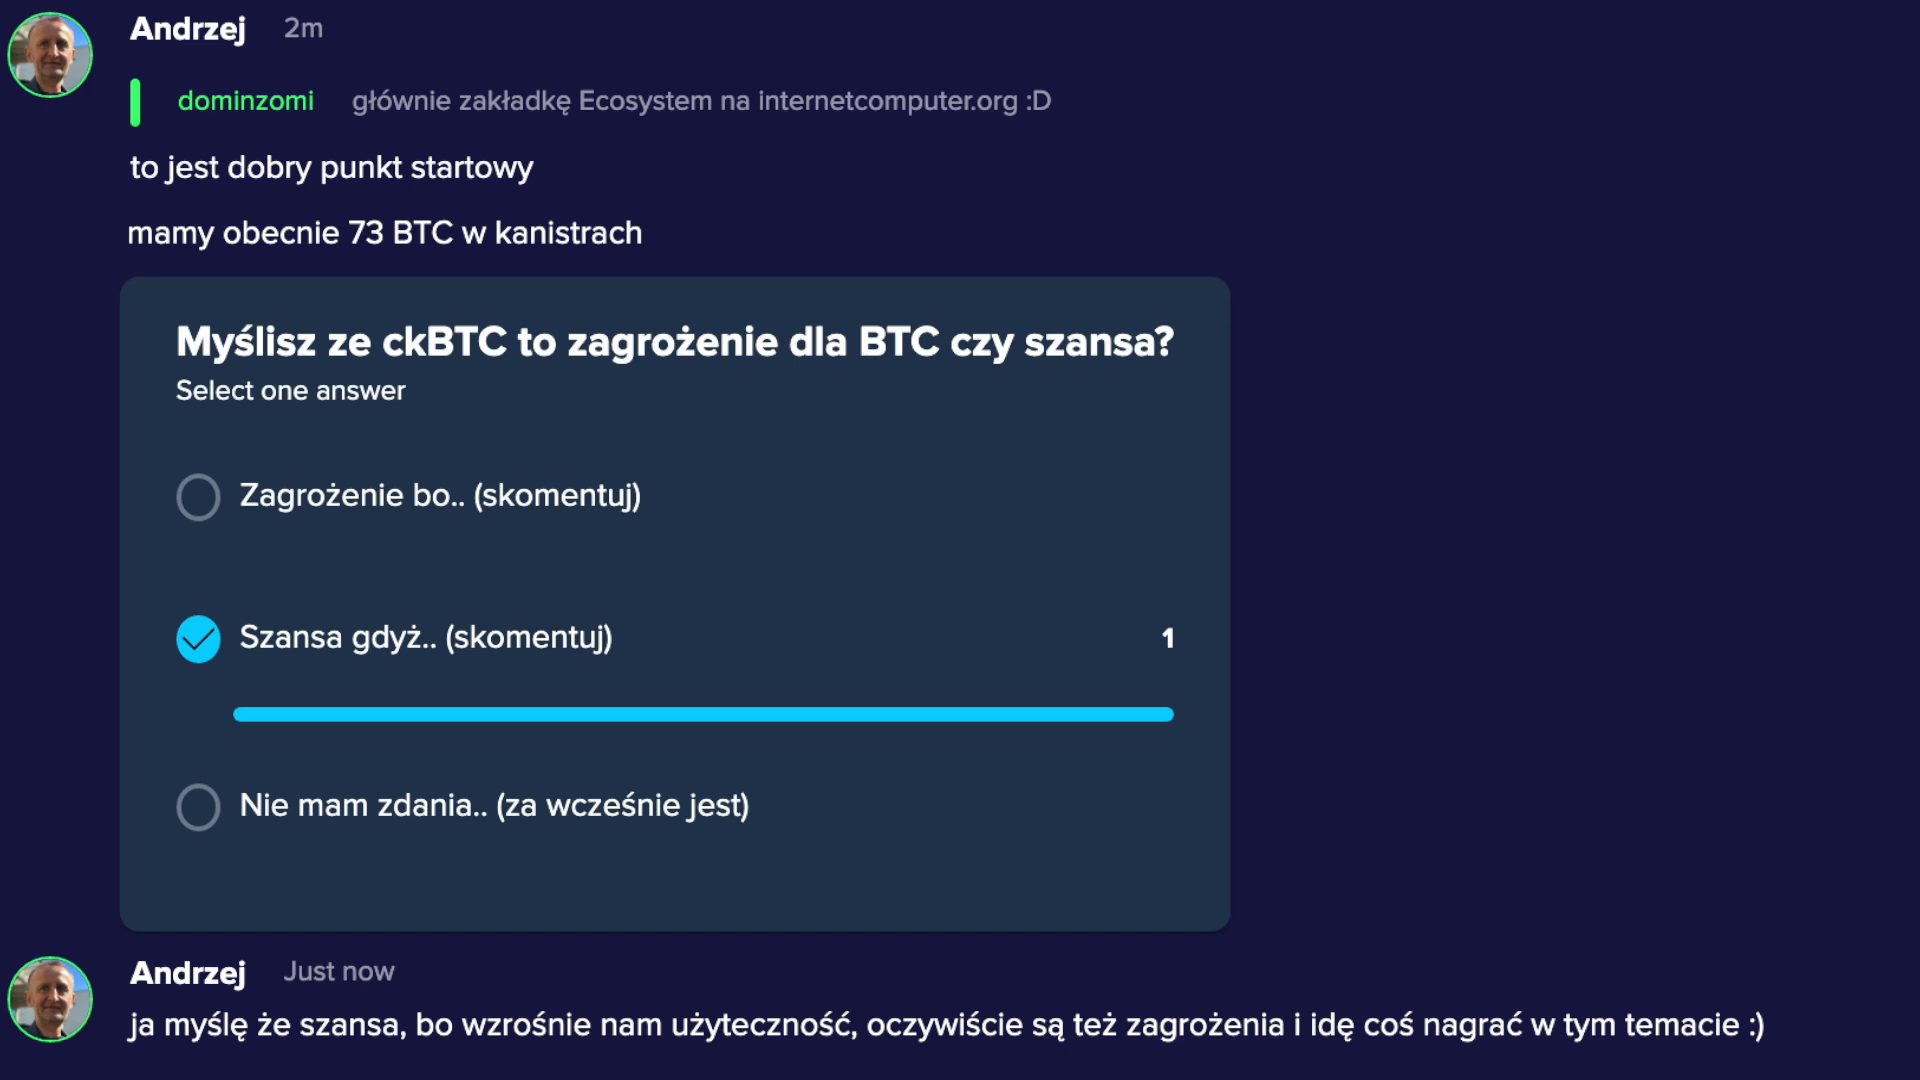 Andrzej 2m
dominzomi głównie zakładkę Ecosystem na internetcomputer.org :D
to jest dobry punkt startowy
mamy obecnie 73 BTC w kanistrach
Myślisz ze ckBTC to zagrożenie dla BTC czy szansa?
Select one answer
Zagrożenie bo.. (skomentuj)
Szansa gdyż.. (skomentuj) 1
Nie mam zdania.. (za wcześnie jest)
Andrzej Just now
ja myślę że szansa, bo wzrośnie nam użyteczność, oczywiście są też zagrożenia i idę coś nagrać w tym temacie :)